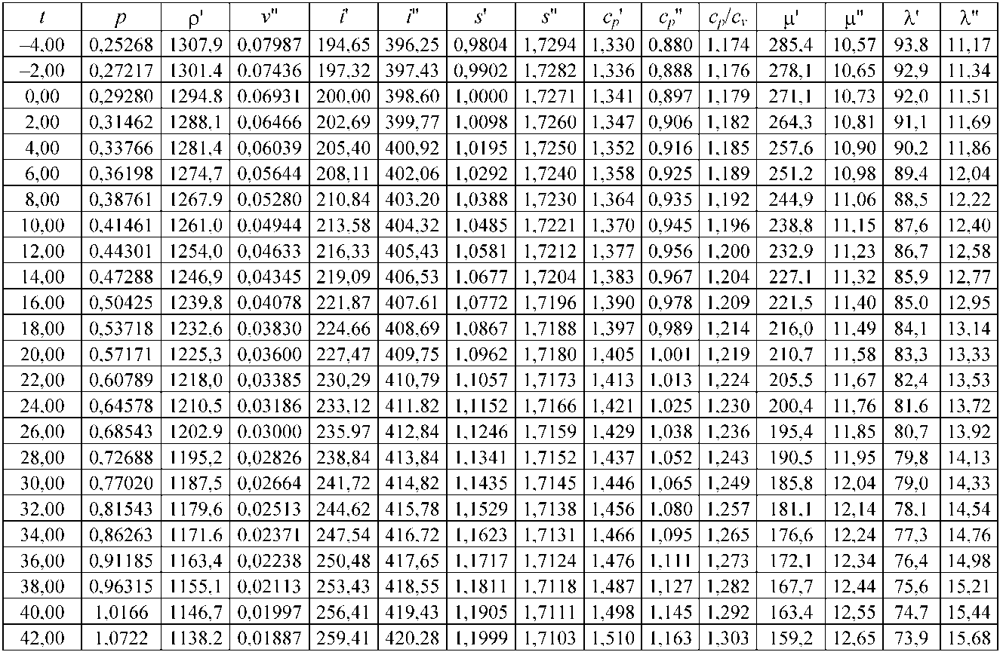 t p ρ' v" i' i" s' s" cp' cp" cp/cv μ' μ" λ' λ"
–4,00 0,25268 1307,9 0,07987 194,65 396,25 0,9804 1,7294 1,330 0,880 1,174 285,4 10,57 93,8 11,17
–2,00 0,27217 1301,4 0,07436 197,32 397,43 0,9902 1,7282 1,336 0,888 1,176 278,1 10,65 92,9 11,34
0,00 0,29280 1294,8 0,06931 200,00 398,60 1,0000 1,7271 1,341 0,897 1,179 271,1 10,73 92,0 11,51
2,00 0,31462 1288,1 0,06466 202,69 399,77 1,0098 1,7260 1,347 0,906 1,182 264,3 10,81 91,1 11,69
4,00 0,33766 1281,4 0,06039 205,40 400,92 1,0195 1,7250 1,352 0,916 1,185 257,6 10,90 90,2 11,86
6,00 0,36198 1274,7 0,05644 208,11 402,06 1,0292 1,7240 1,358 0,925 1,189 251,2 10,98 89,4 12,04
8,00 0,38761 1267,9 0,05280 210,84 403,20 1,0388 1,7230 1,364 0,935 1,192 244,9 11,06 88,5 12,22
10,00 0,41461 1261,0 0,04944 213,58 404,32 1,0485 1,7221 1,370 0,945 1,196 238,8 11,15 87,6 12,40
12,00 0,44301 1254,0 0,04633 216,33 405,43 1,0581 1,7212 1,377 0,956 1,200 232,9 11,23 86,7 12,58
14,00 0,47288 1246,9 0,04345 219,09 406,53 1,0677 1,7204 1,383 0,967 1,204 227,1 11,32 85,9 12,77
16,00 0,50425 1239,8 0,04078 221,87 407,61 1,0772 1,7196 1,390 0,978 1,209 221,5 11,40 85,0 12,95
18,00 0,53718 1232,6 0,03830 224,66 408,69 1,0867 1,7188 1,397 0,989 1,214 216,0 11,49 84,1 13,14
20,00 0,57171 1225,3 0,03600 227,47 409,75 1,0962 1,7180 1,405 1,001 1,219 210,7 11,58 83,3 13,33
22,00 0,60789 1218,0 0,03385 230,29 410,79 1,1057 1,7173 1,413 1,013 1,224 205,5 11,67 82,4 13,53
24,00 0,64578 1210,5 0,03186 233,12 411,82 1,1152 1,7166 1,421 1,025 1,230 200,4 11,76 81,6 13,72
26,00 0,68543 1202,9 0,03000 235,97 412,84 1,1246 1,7159 1,429 1,038 1,236 195,4 11,85 80,7 13,92
28,00 0,72688 1195,2 0,02826 238,84 413,84 1,1341 1,7152 1,437 1,052 1,243 190,5 11,95 79,8 14,13
30,00 0,77020 1187,5 0,02664 241,72 414,82 1,1435 1,7145 1,446 1,065 1,249 185,8 12,04 79,0 14,33
32,00 0,81543 1179,6 0,02513 244,62 415,78 1,1529 1,7138 1,456 1,080 1,257 181,1 12,14 78,1 14,54
34,00 0,86263 1171,6 0,02371 247,54 416,72 1,1623 1,7131 1,466 1,095 1,265 176,6 12,24 77,3 14,76
36,00 0,91185 1163,4 0,02238 250,48 417,65 1,1717 1,7124 1,476 1,111 1,273 172,1 12,34 76,4 14,98
38,00 0,96315 1155,1 0,02113 253,43 418,55 1,1811 1,7118 1,487 1,127 1,282 167,7 12,44 75,6 15,21
40,00 1,0166 1146,7 0,01997 256,41 419,43 1,1905 1,7111 1,498 1,145 1,292 163,4 12,55 74,7 15,44
42,00 1,0722 1138,2 0,01887 259,41 420,28 1,1999 1,7103 1,510 1,163 1,303 159,2 12,65 73,9 15,68